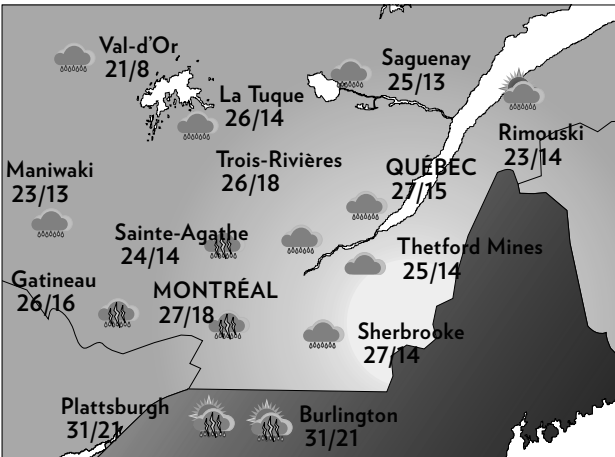 Val-d'Or
21/8
Saguenay
25/13
La Tuque
26/14
Rimouski
23/14
Trois-Rivières
26/18
QUÉBEC
27/15
Maniwaki
23/13
Sainte-Agathe
24/14
Thetford Mines
25/14
Gatineau
26/16
MONTRÉAL
27/18
Sherbrooke
27/14
Plattsburgh
31/21
Burlington
31/21